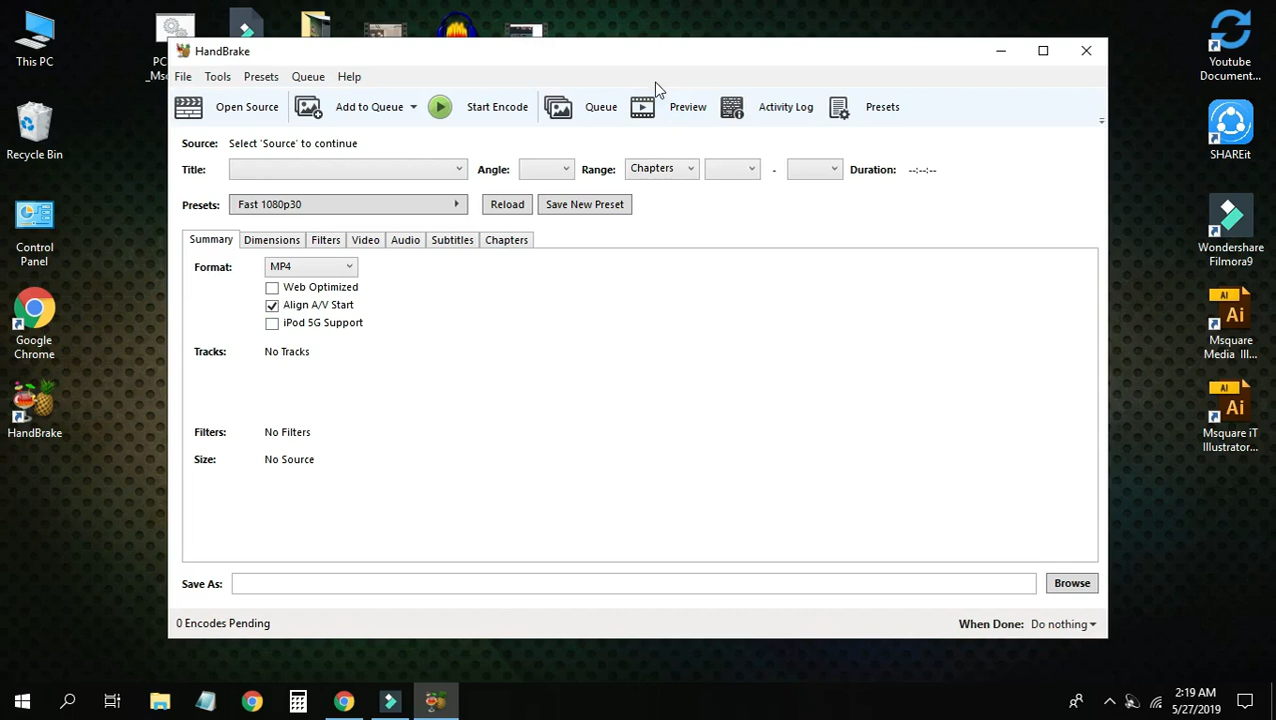 This PC
PC
_Msc
Youtube
Document...
HandBrake
File Tools Presets Queue Help
Open Source Add to Queue Start Encode Queue Preview Activity Log Presets
Recycle Bin
SHAREit
Source: Select 'Source' to continue
Title: Angle: Range: Chapters - Duration: --:--:--
Presets: Fast 1080p30 Reload Save New Preset
Control
Panel
Wondershare
Filmora9
Summary Dimensions Filters Video Audio Subtitles Chapters
Format: MP4
Web Optimized
Align A/V Start
iPod 5G Support
Google
Chrome
Ai
Ai
Msquare
Media Ill...
Tracks: No Tracks
HandBrake
Ai
Ai
Msquare iT
Illustrator...
Filters: No Filters
Size: No Source
Save As: Browse
0 Encodes Pending When Done: Do nothing
2:19 AM
5/27/2019